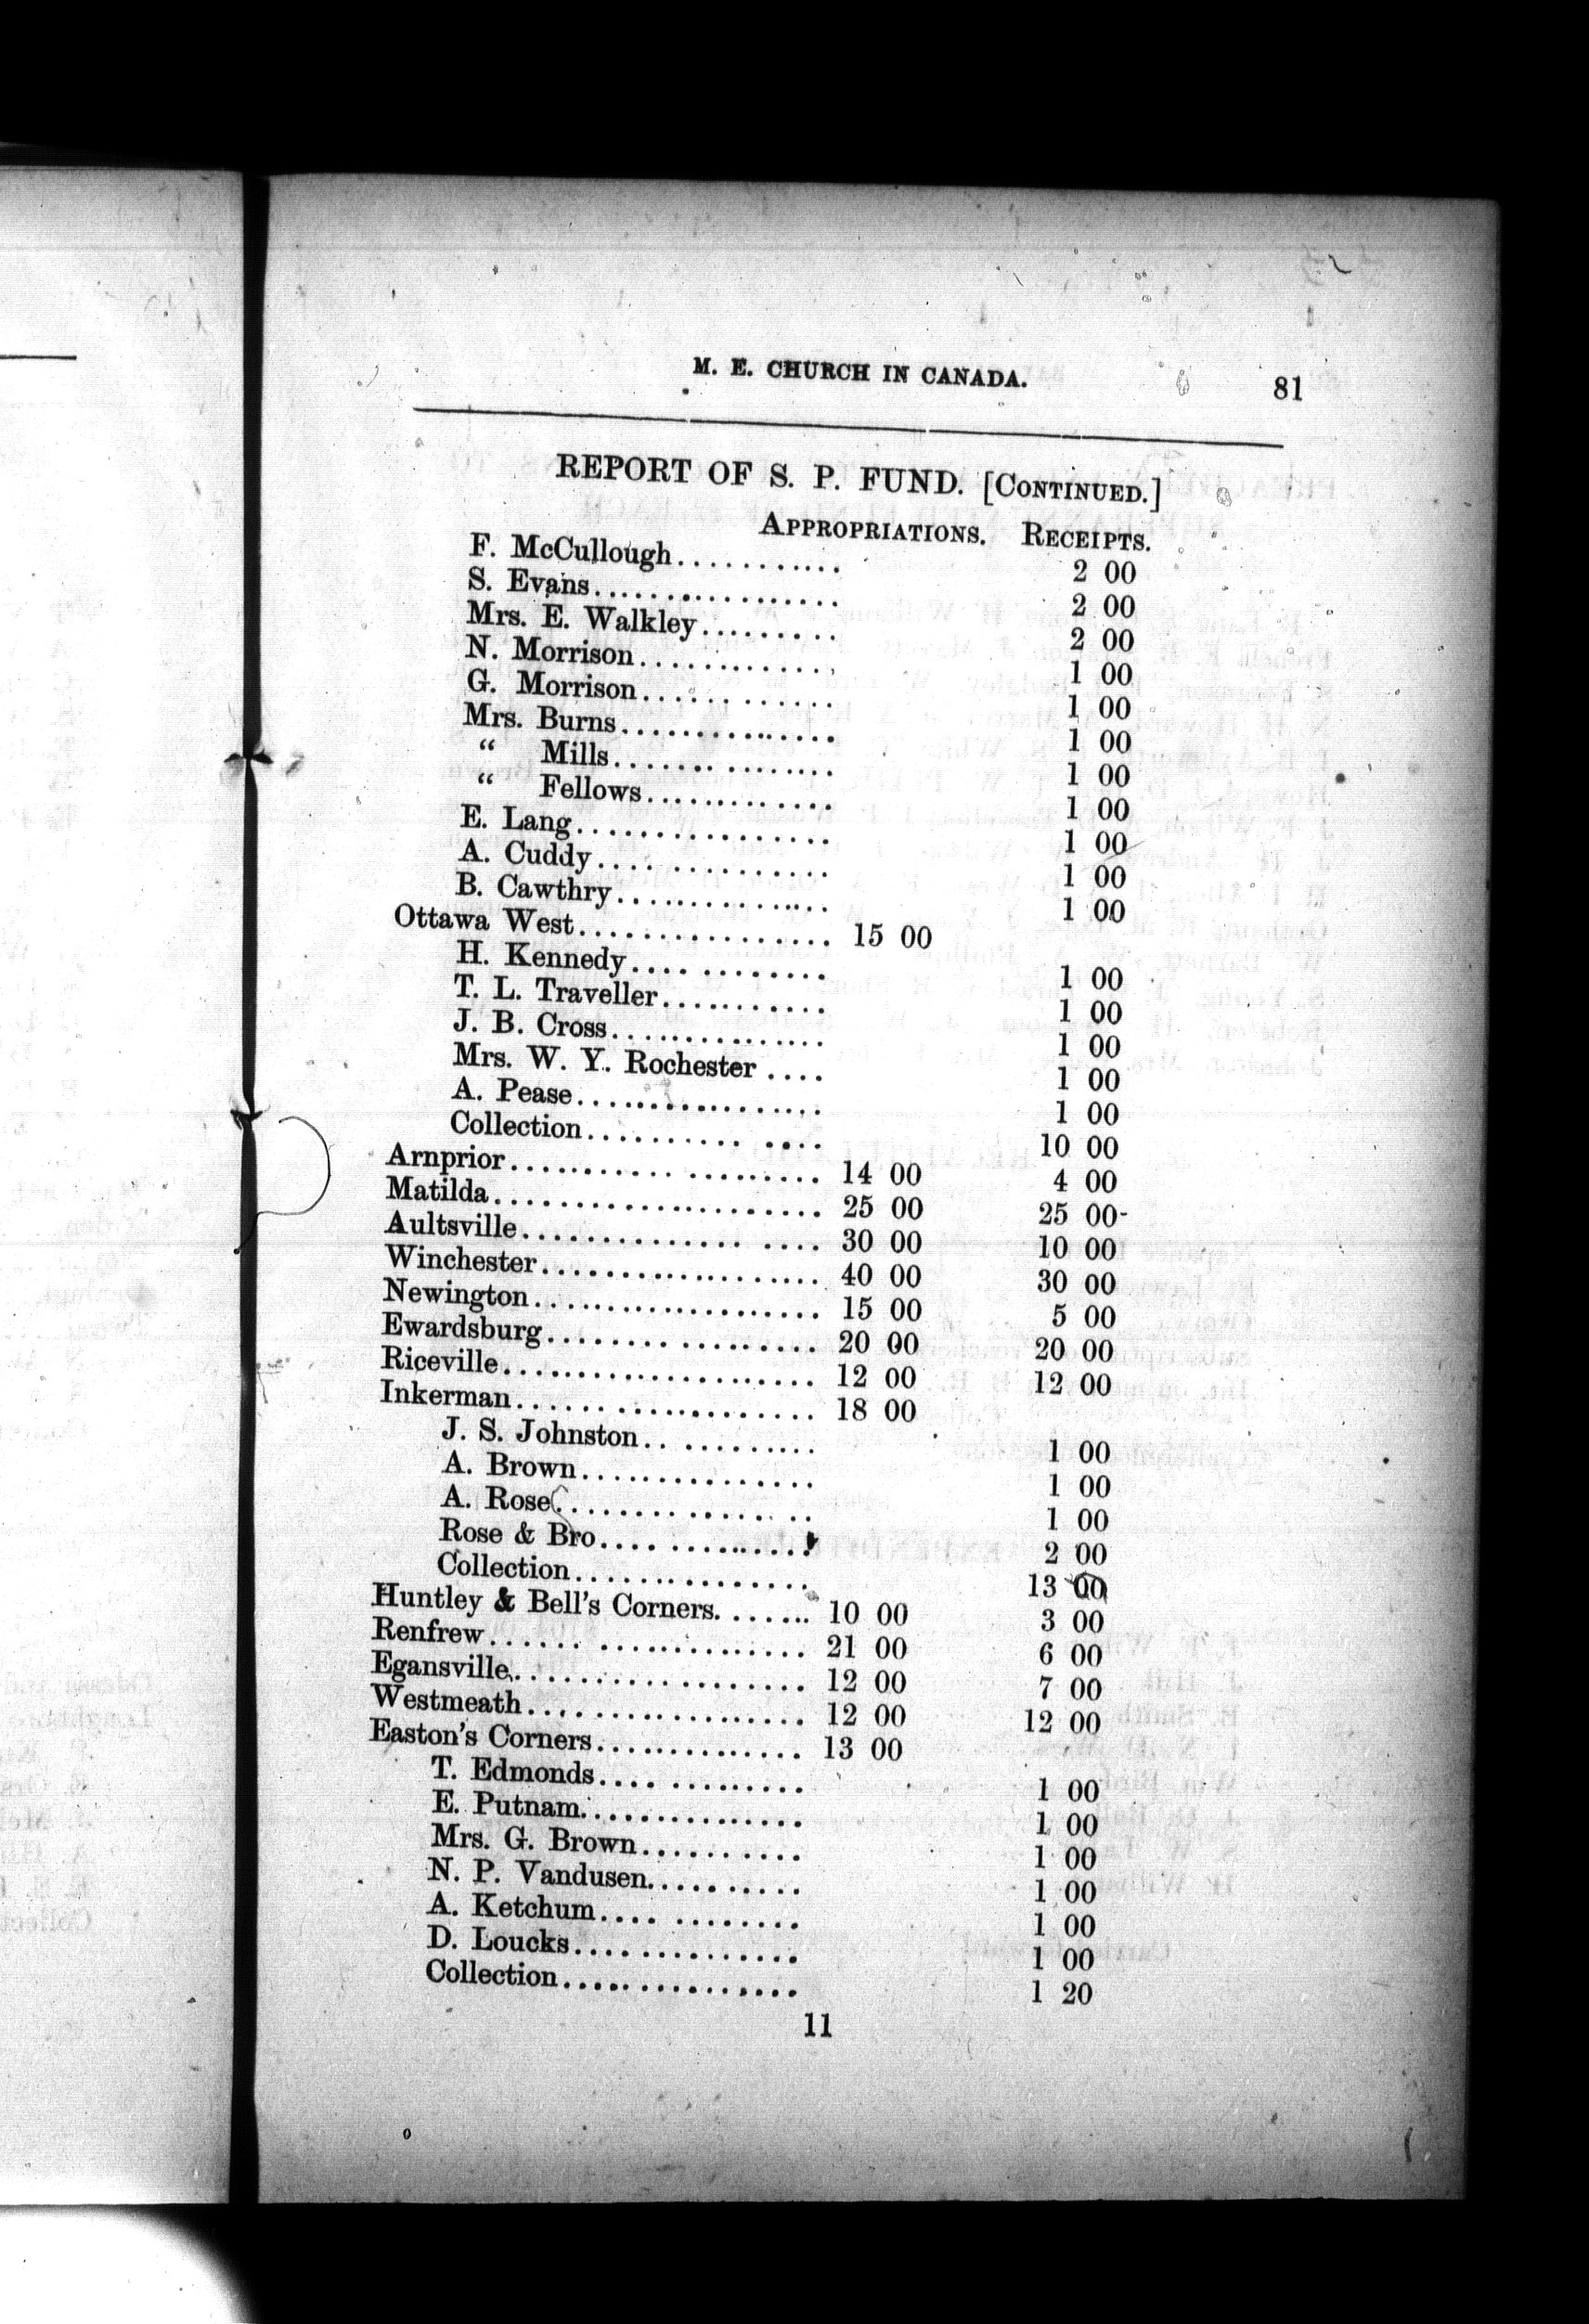 M. E. CHURCH IN CANADA. 81
REPORT OF S. P. FUND. [CONTINUED.]
APPROPRIATIONS. RECEIPTS.
F. McCullough............ 2 00
S. Evans.................. 2 00
Mrs. E. Walkley......... 2 00
N. Morrison............. 1 00
G. Morrison............. 1 00
Mrs. Burns............... 1 00
“ Mills................ 1 00
“ Fellows............. 1 00
E. Lang.................. 1 00
A. Cuddy................ 1 00
B. Cawthry.............. 1 00
Ottawa West................. 15 00
H. Kennedy............. 1 00
T. L. Traveller........... 1 00
J. B. Cross............... 1 00
Mrs. W. Y. Rochester .... 1 00
A. Pease................. 1 00
Collection.............. 10 00
Arnprior..................... 14 00 4 00
Matilda...................... 25 00 25 00
Aultsville................... 30 00 10 00
Winchester................... 40 00 30 00
Newington.................... 15 00 5 00
Ewardsburg................... 20 00 20 00
Riceville..................... 12 00 12 00
Inkerman.................... 18 00
J. S. Johnston............ 1 00
A. Brown................ 1 00
A. Rose.................. 1 00
Rose & Bro.............. 2 00
Collection................ 13 00
Huntley & Bell's Corners....... 10 00 3 00
Renfrew..................... 21 00 6 00
Egansville.................... 12 00 7 00
Westmeath................... 12 00 12 00
Easton's Corners.............. 13 00
T. Edmonds............. 1 00
E. Putnam............... 1 00
Mrs. G. Brown........... 1 00
N. P. Vandusen.......... 1 00
A. Ketchum............. 1 00
D. Loucks............... 1 00
Collection................ 1 20
11